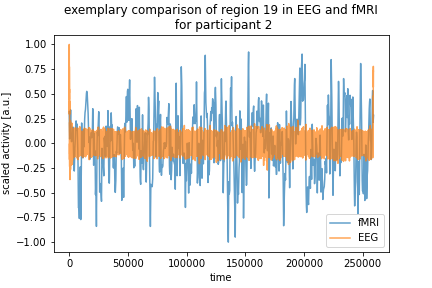 exemplary comparison of region 19 in EEG and fMRI
for participant 2
scaled activity [a.u.]
1.00
0.75
0.50
0.25
0.00
−0.25
−0.50
−0.75
−1.00
0 50000 100000 150000 200000 250000
time
fMRI
EEG